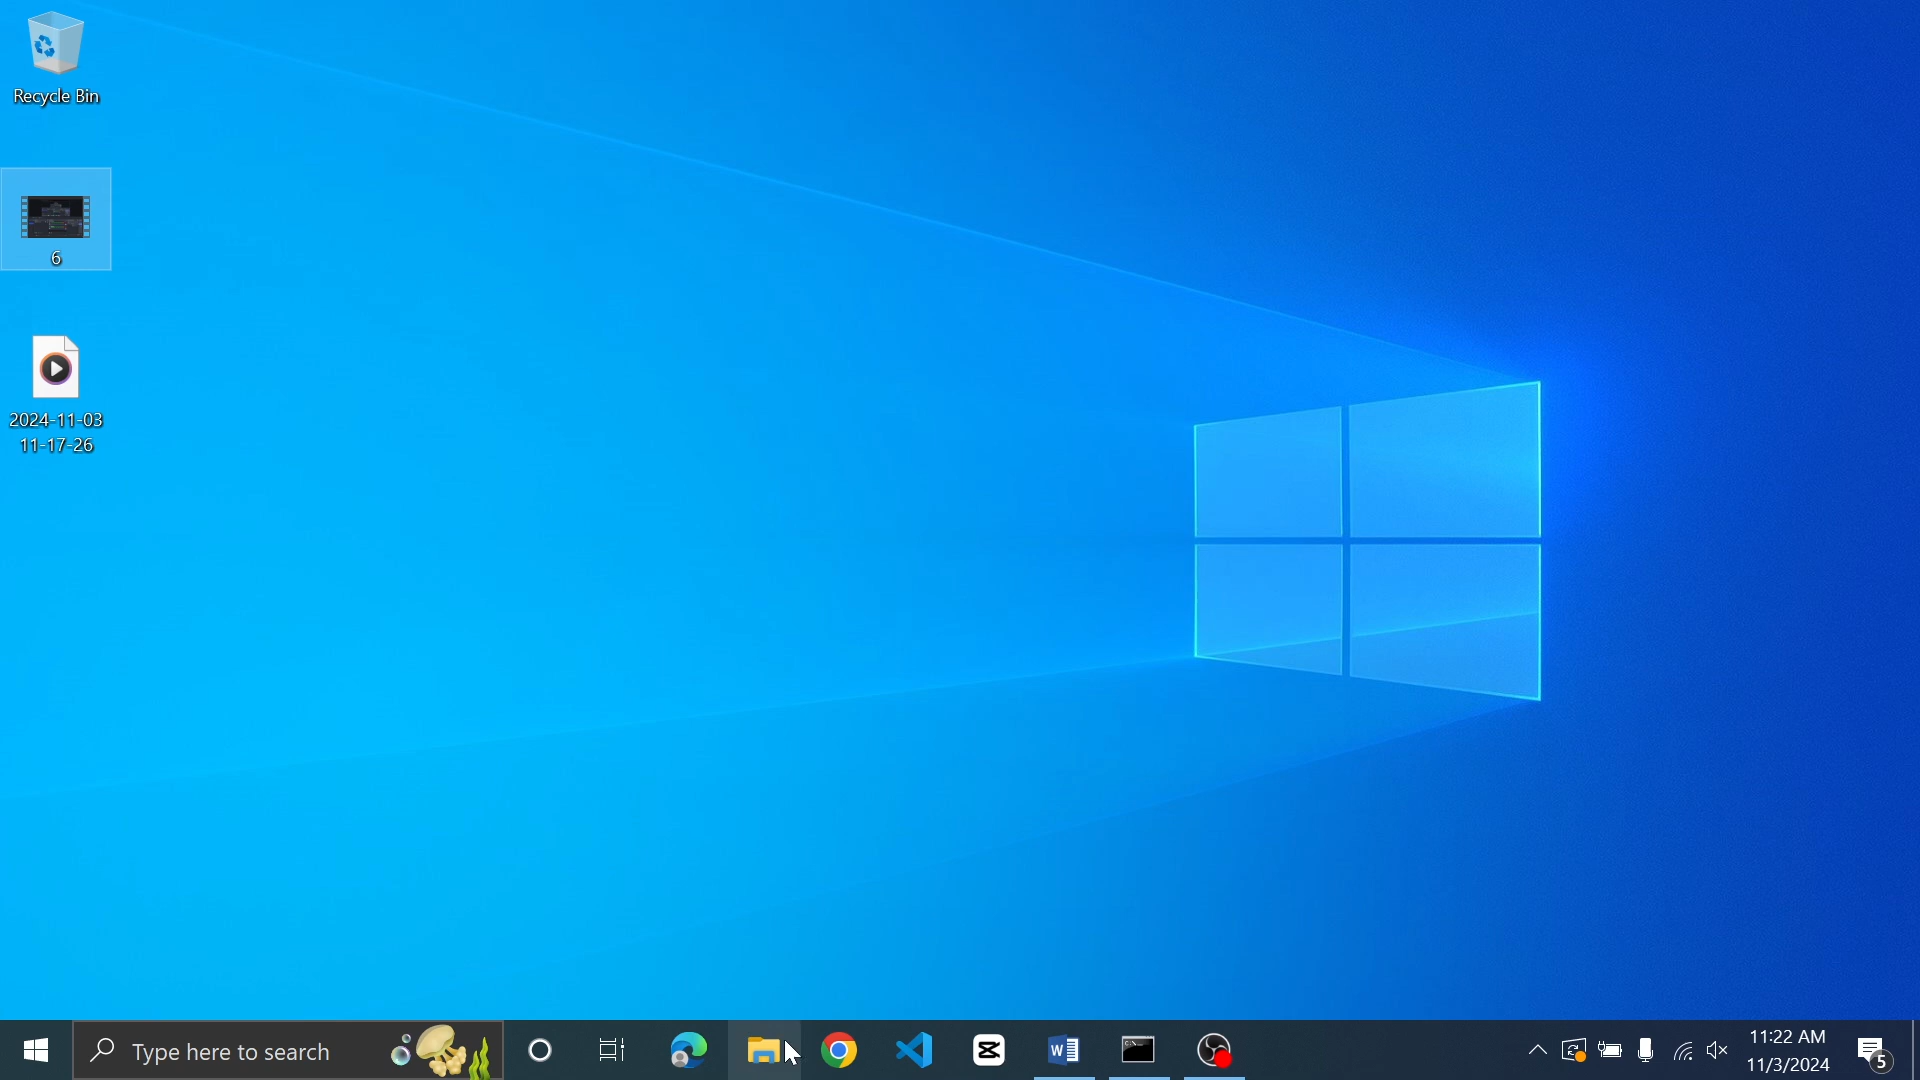 Recycle Bin
6
2024-11-03
11-17-26
Type here to search
11:22 AM
11/3/2024
5